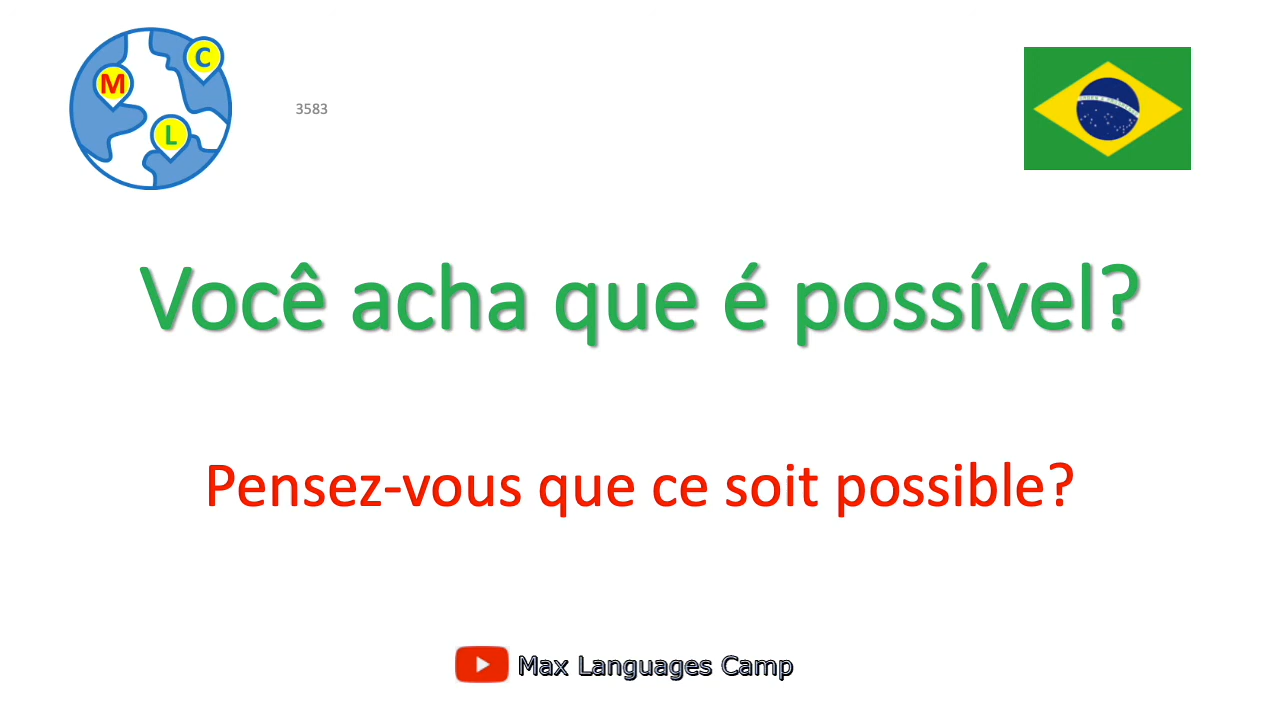 M
C
L
3583
Você acha que é possível?
Pensez-vous que ce soit possible?
Max Languages Camp